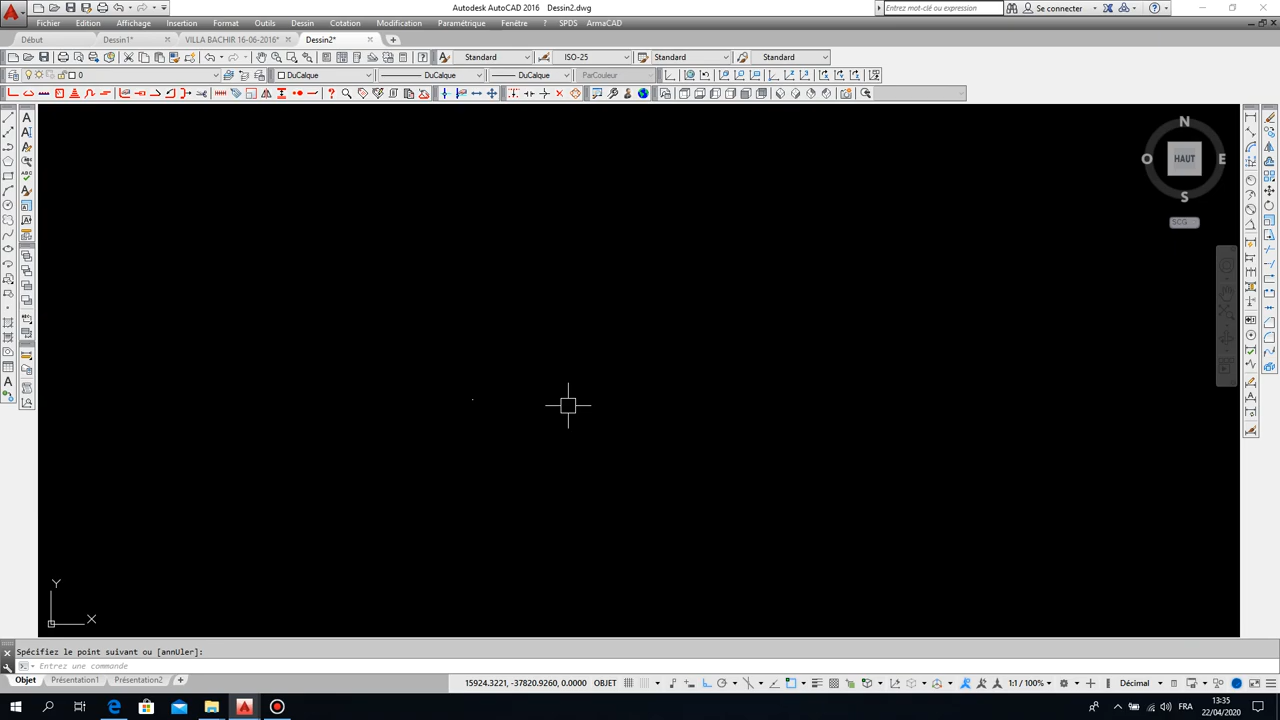 Autodesk AutoCAD 2016 Dessin2.dwg
Entrez mot-clé ou expression
Se connecter
Fichier Edition Affichage Insertion Format Outils Dessin Cotation Modification Paramétrique Fenêtre ? SPDS ArmaCAD
Début Dessin1* VILLA BACHIR 16-06-2016* Dessin2*
Standard ISO-25 Standard Standard
0 DuCalque DuCalque DuCalque ParCouleur
N
O HAUT E
S
SCG
Y
X
Spécifiez le point suivant ou [annUler]:
Entrez une commande
Objet Présentation1 Présentation2 +
15924.3221, -37820.9260, 0.0000 OBJET 1:1 / 100% Décimal
FRA
13:35
22/04/2020